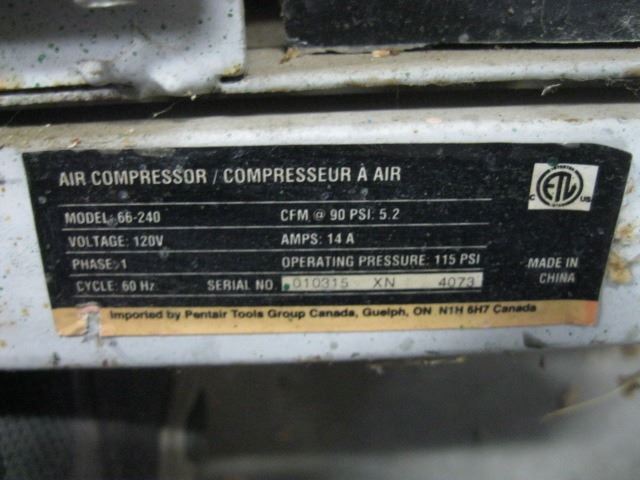 AIR COMPRESSOR / COMPRESSEUR À AIR
MODEL: 66-240 CFM @ 90 PSI: 5.2
VOLTAGE: 120V AMPS: 14 A
PHASE: 1 OPERATING PRESSURE: 115 PSI
CYCLE: 60 Hz SERIAL NO. 010315 XN 4073
C ETL US
MADE IN
CHINA
Imported by Pentair Tools Group Canada, Guelph, ON N1H 6H7 Canada